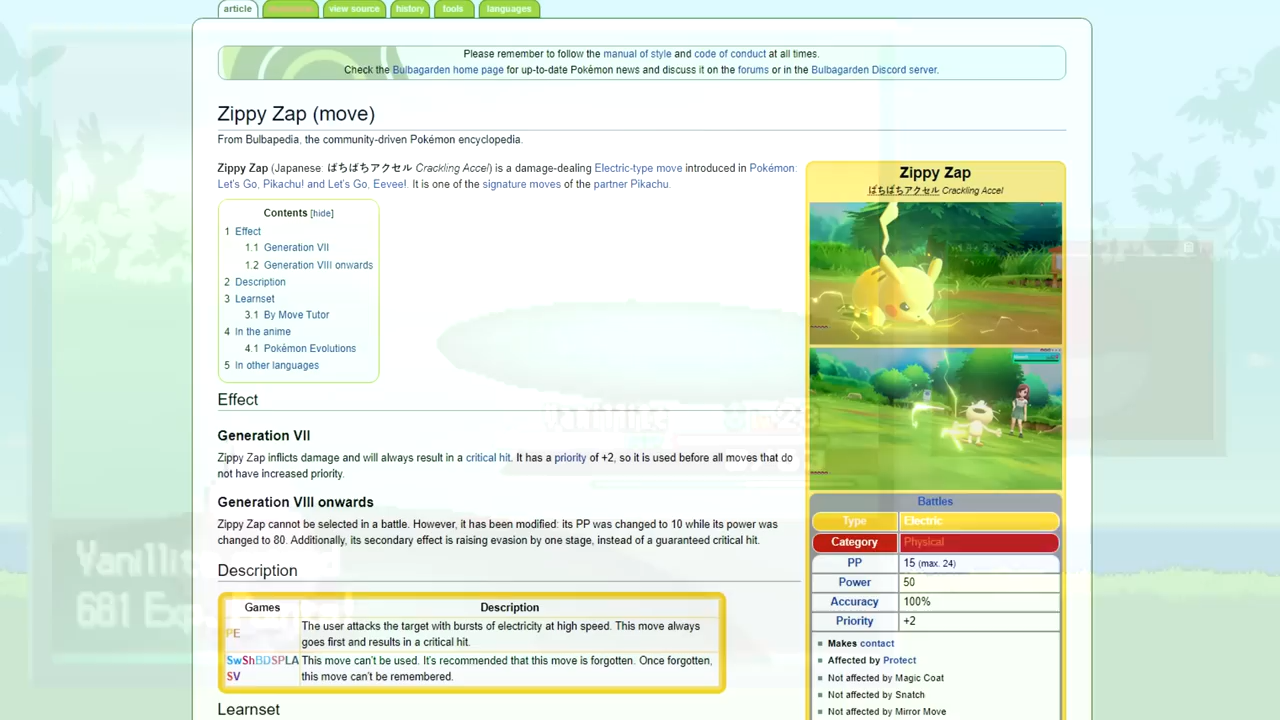 article
view source
history
tools
languages
Please remember to follow the manual of style and code of conduct at all times.
Check the Bulbagarden home page for up-to-date Pokémon news and discuss it on the forums or in the Bulbagarden Discord server.
Zippy Zap (move)
From Bulbapedia, the community-driven Pokémon encyclopedia.
Zippy Zap (Japanese: ばちばちアクセル Crackling Accel) is a damage-dealing Electric-type move introduced in Pokémon:
Let's Go, Pikachu! and Let's Go, Eevee!. It is one of the signature moves of the partner Pikachu.
Contents [hide]
1 Effect
1.1 Generation VII
1.2 Generation VIII onwards
2 Description
3 Learnset
3.1 By Move Tutor
4 In the anime
4.1 Pokémon Evolutions
5 In other languages
Effect
Generation VII
Zippy Zap inflicts damage and will always result in a critical hit. It has a priority of +2, so it is used before all moves that do
not have increased priority.
Generation VIII onwards
Zippy Zap cannot be selected in a battle. However, it has been modified: its PP was changed to 10 while its power was
changed to 80. Additionally, its secondary effect is raising evasion by one stage, instead of a guaranteed critical hit.
Description
Games Description
PE The user attacks the target with bursts of electricity at high speed. This move always
goes first and results in a critical hit.
SwShBDSPLA This move can't be used. It's recommended that this move is forgotten. Once forgotten,
SV this move can't be remembered.
Learnset
Zippy Zap
ばちばちアクセル Crackling Accel
Battles
Type Electric
Category Physical
PP 15 (max. 24)
Power 50
Accuracy 100%
Priority +2
Makes contact
Affected by Protect
Not affected by Magic Coat
Not affected by Snatch
Not affected by Mirror Move